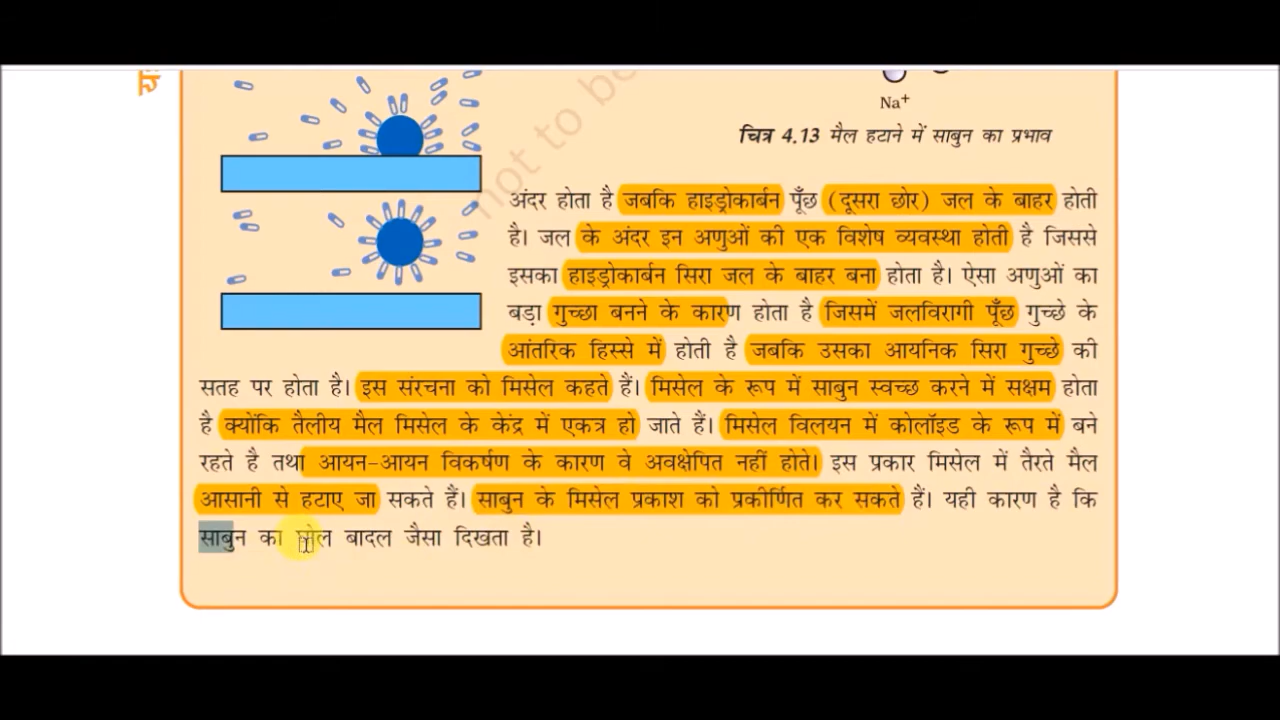 Na⁺
चित्र 4.13 मैल हटाने में साबुन का प्रभाव
not to be
अंदर होता है जबकि हाइड्रोकार्बन पूँछ (दूसरा छोर) जल के बाहर होती
है। जल के अंदर इन अणुओं की एक विशेष व्यवस्था होती है जिससे
इसका हाइड्रोकार्बन सिरा जल के बाहर बना होता है। ऐसा अणुओं का
बड़ा गुच्छा बनने के कारण होता है जिसमें जलविरागी पूँछ गुच्छे के
आंतरिक हिस्से में होती है जबकि उसका आयनिक सिरा गुच्छे की
सतह पर होता है। इस संरचना को मिसेल कहते हैं। मिसेल के रूप में साबुन स्वच्छ करने में सक्षम होता
है क्योंकि तैलीय मैल मिसेल के केंद्र में एकत्र हो जाते हैं। मिसेल विलयन में कोलॉइड के रूप में बने
रहते है तथा आयन-आयन विकर्षण के कारण वे अवक्षेपित नहीं होते। इस प्रकार मिसेल में तैरते मैल
आसानी से हटाए जा सकते हैं। साबुन के मिसेल प्रकाश को प्रकीर्णित कर सकते हैं। यही कारण है कि
साबुन का घोल बादल जैसा दिखता है।